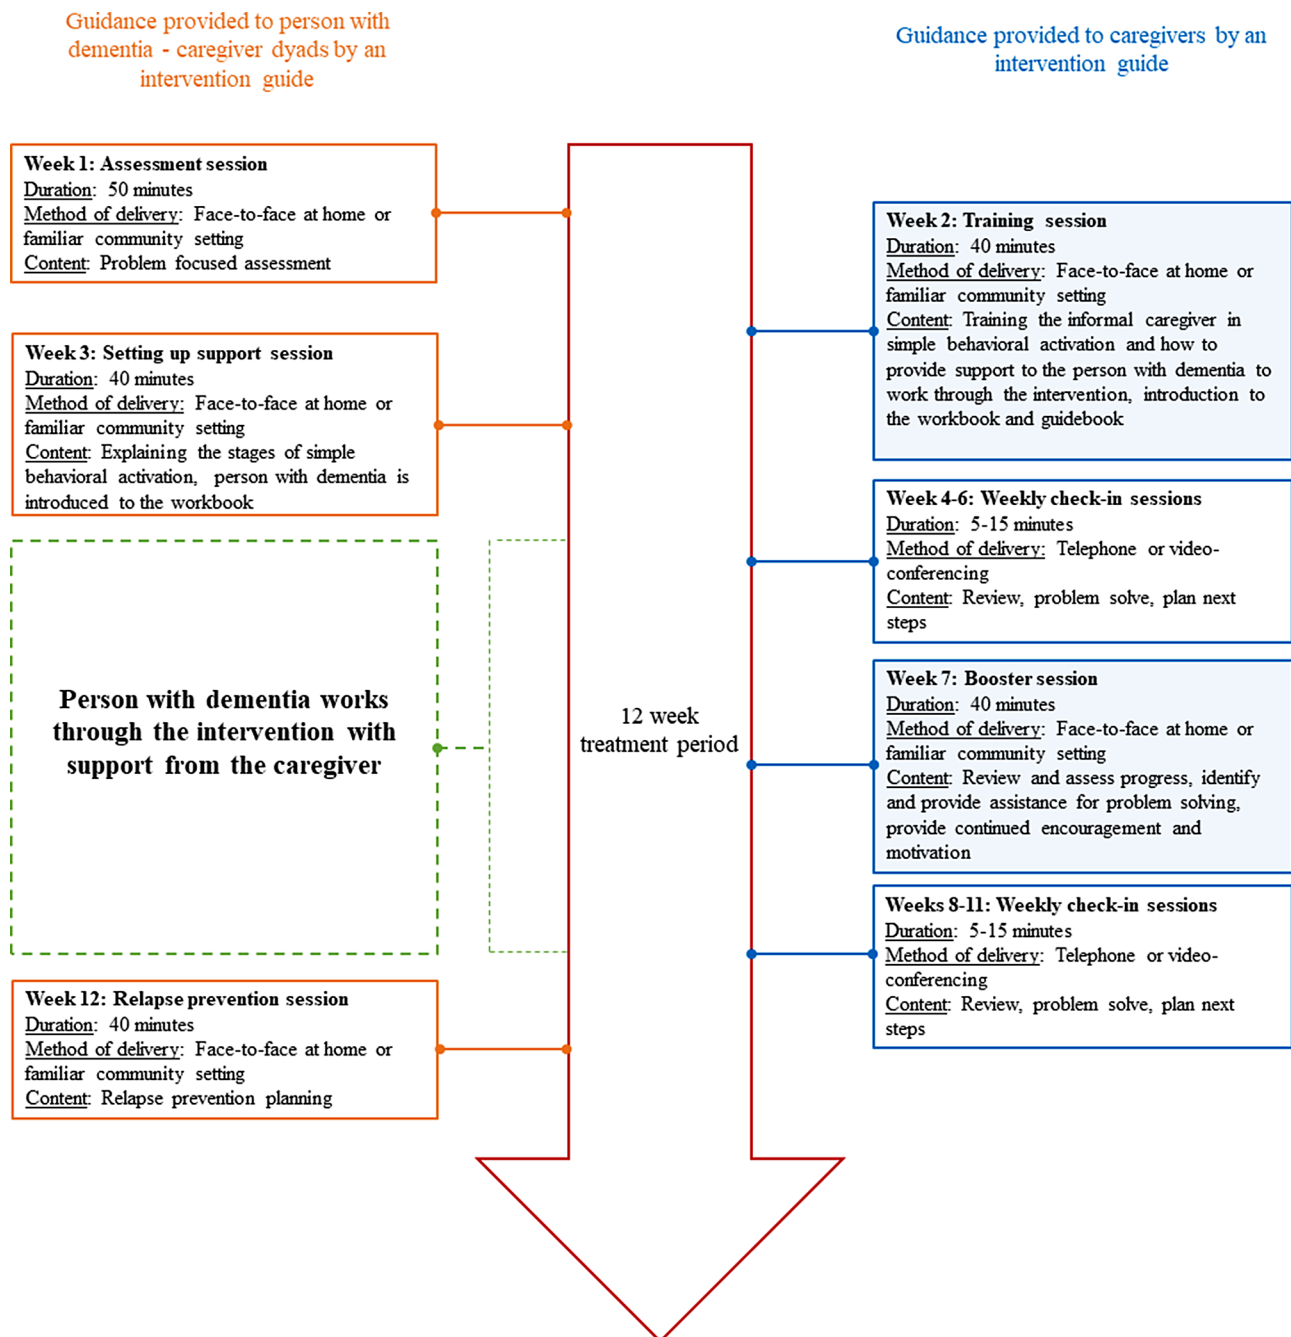 Guidance provided to person with
dementia - caregiver dyads by an
intervention guide
Guidance provided to caregivers by an
intervention guide
Week 1: Assessment session
Duration: 50 minutes
Method of delivery: Face-to-face at home or
familiar community setting
Content: Problem focused assessment
Week 2: Training session
Duration: 40 minutes
Method of delivery: Face-to-face at home or
familiar community setting
Content: Training the informal caregiver in
simple behavioral activation and how to
provide support to the person with dementia to
work through the intervention, introduction to
the workbook and guidebook
Week 3: Setting up support session
Duration: 40 minutes
Method of delivery: Face-to-face at home or
familiar community setting
Content: Explaining the stages of simple
behavioral activation, person with dementia is
introduced to the workbook
Week 4-6: Weekly check-in sessions
Duration: 5-15 minutes
Method of delivery: Telephone or video-
conferencing
Content: Review, problem solve, plan next
steps
Person with dementia works
through the intervention with
support from the caregiver
12 week
treatment period
Week 7: Booster session
Duration: 40 minutes
Method of delivery: Face-to-face at home or
familiar community setting
Content: Review and assess progress, identify
and provide assistance for problem solving,
provide continued encouragement and
motivation
Weeks 8-11: Weekly check-in sessions
Duration: 5-15 minutes
Method of delivery: Telephone or video-
conferencing
Content: Review, problem solve, plan next
steps
Week 12: Relapse prevention session
Duration: 40 minutes
Method of delivery: Face-to-face at home or
familiar community setting
Content: Relapse prevention planning